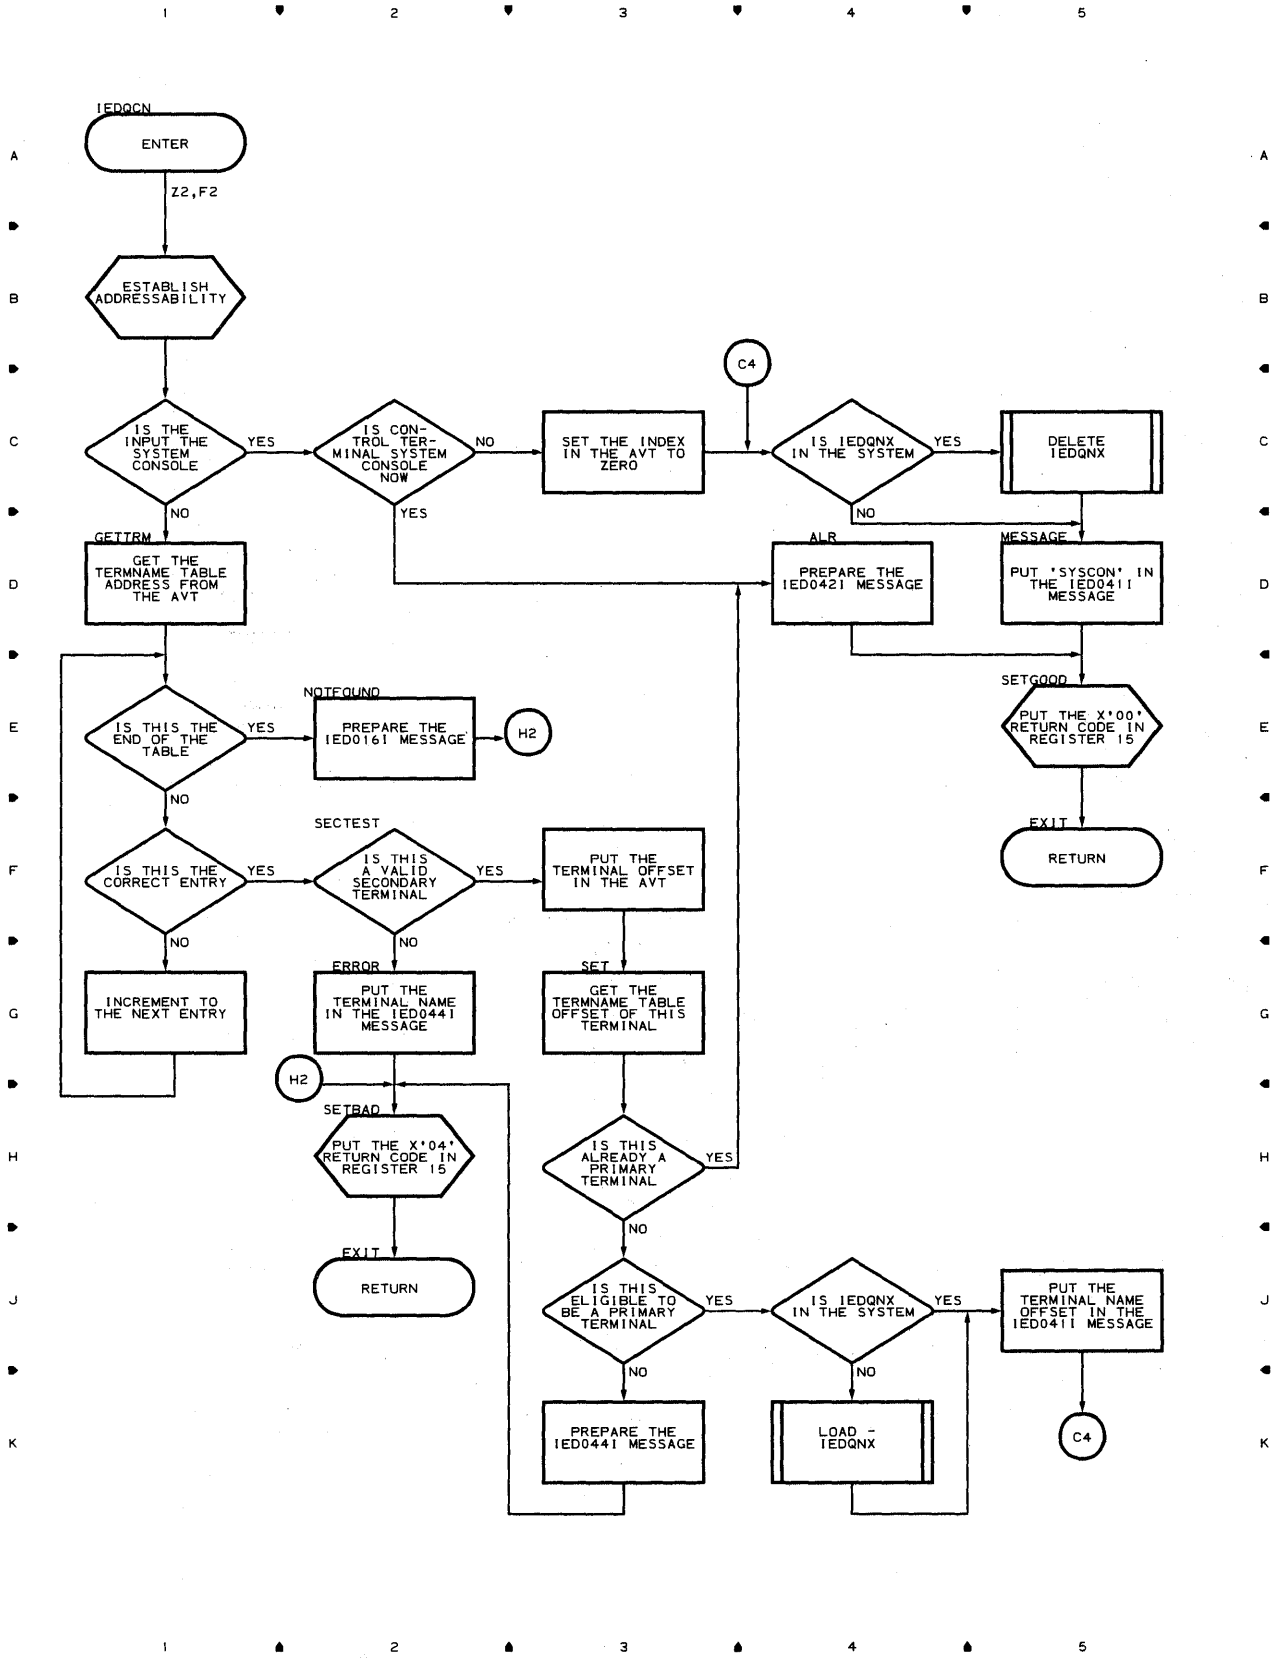 1 2 3 4 5
IEDQCN
ENTER
A A
Z2,F2
ESTABLISH
ADDRESSABILITY
B B
C4
IS THE
INPUT THE
SYSTEM
CONSOLE
YES
IS CON-
TROL TER-
MINAL SYSTEM
CONSOLE
NOW
NO
SET THE INDEX
IN THE AVT TO
ZERO
IS IEDQNX
IN THE SYSTEM
YES
DELETE
IEDQNX
C C
NO
YES
NO
GETTRM
GET THE
TERMNAME TABLE
ADDRESS FROM
THE AVT
ALR
PREPARE THE
IED042I MESSAGE
MESSAGE
PUT 'SYSCON' IN
THE IED041I
MESSAGE
D D
IS THIS THE
END OF THE
TABLE
YES
NOTFOUND
PREPARE THE
IED016I MESSAGE
H2
SETGOOD
PUT THE X'00'
RETURN CODE IN
REGISTER 15
E E
NO
IS THIS THE
CORRECT ENTRY
YES
SECTEST
IS THIS
A VALID
SECONDARY
TERMINAL
YES
PUT THE
TERMINAL OFFSET
IN THE AVT
EXIT
RETURN
F F
NO
NO
INCREMENT TO
THE NEXT ENTRY
ERROR
PUT THE
TERMINAL NAME
IN THE IED044I
MESSAGE
SET
GET THE
TERMNAME TABLE
OFFSET OF THIS
TERMINAL
G G
H2
SETBAD
PUT THE X'04'
RETURN CODE IN
REGISTER 15
IS THIS
ALREADY A
PRIMARY
TERMINAL
YES
H H
NO
EXIT
RETURN
IS THIS
ELIGIBLE TO
BE A PRIMARY
TERMINAL
YES
IS IEDQNX
IN THE SYSTEM
YES
PUT THE
TERMINAL NAME
OFFSET IN THE
IED041I MESSAGE
J J
NO
NO
PREPARE THE
IED044I MESSAGE
LOAD -
IEDQNX
C4
K K
1 2 3 4 5